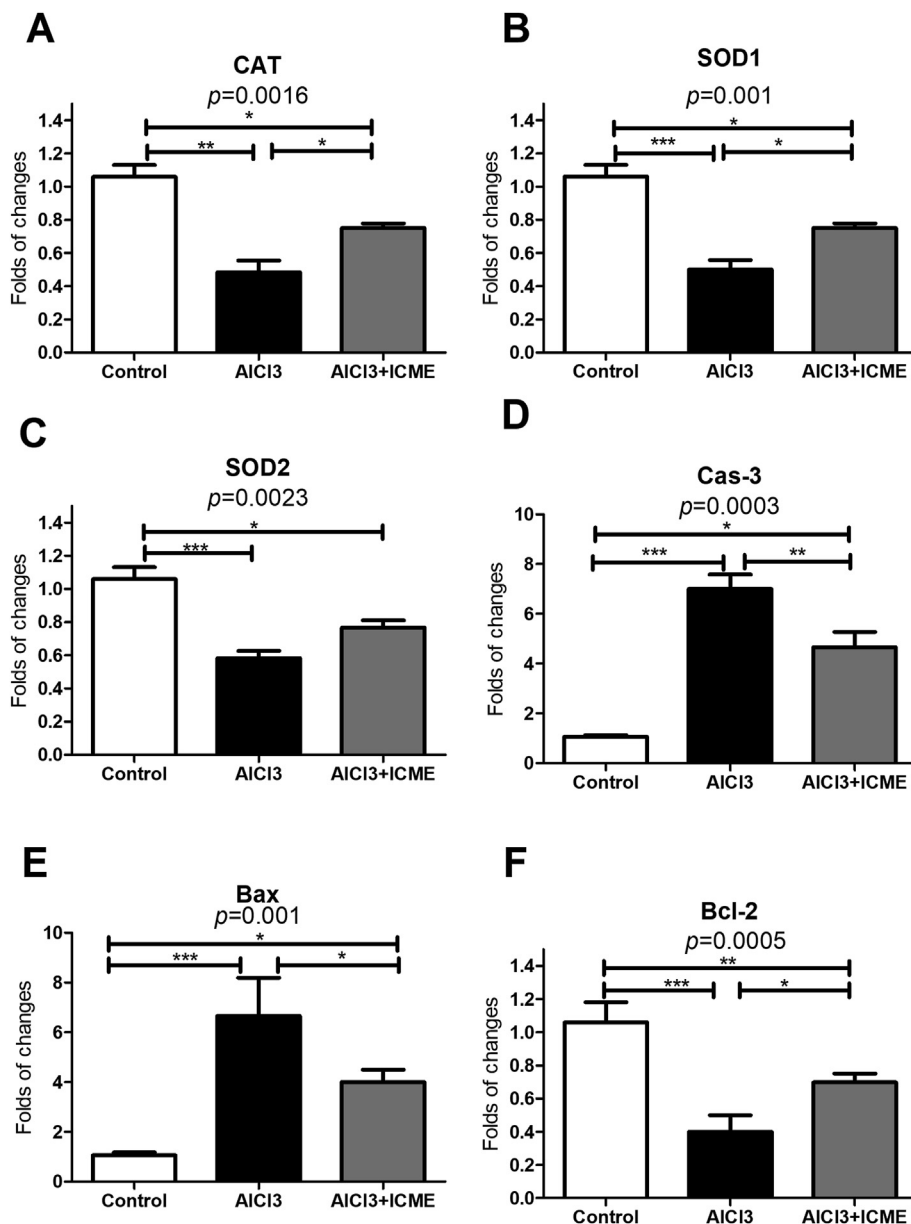 A
CAT
p=0.0016
*
** *
Folds of changes
1.4
1.2
1.0
0.8
0.6
0.4
0.2
0.0
Control AlCl3 AlCl3+ICME
B
SOD1
p=0.001
*
*** *
Folds of changes
1.4
1.2
1.0
0.8
0.6
0.4
0.2
0.0
Control AlCl3 AlCl3+ICME
C
SOD2
p=0.0023
*
***
Folds of changes
1.4
1.2
1.0
0.8
0.6
0.4
0.2
0.0
Control AlCl3 AlCl3+ICME
D
Cas-3
p=0.0003
*
*** **
Folds of changes
10
8
6
4
2
0
Control AlCl3 AlCl3+ICME
E
Bax
p=0.001
*
*** *
Folds of changes
10
8
6
4
2
0
Control AlCl3 AlCl3+ICME
F
Bcl-2
p=0.0005
**
*** *
Folds of changes
1.4
1.2
1.0
0.8
0.6
0.4
0.2
0.0
Control AlCl3 AlCl3+ICME